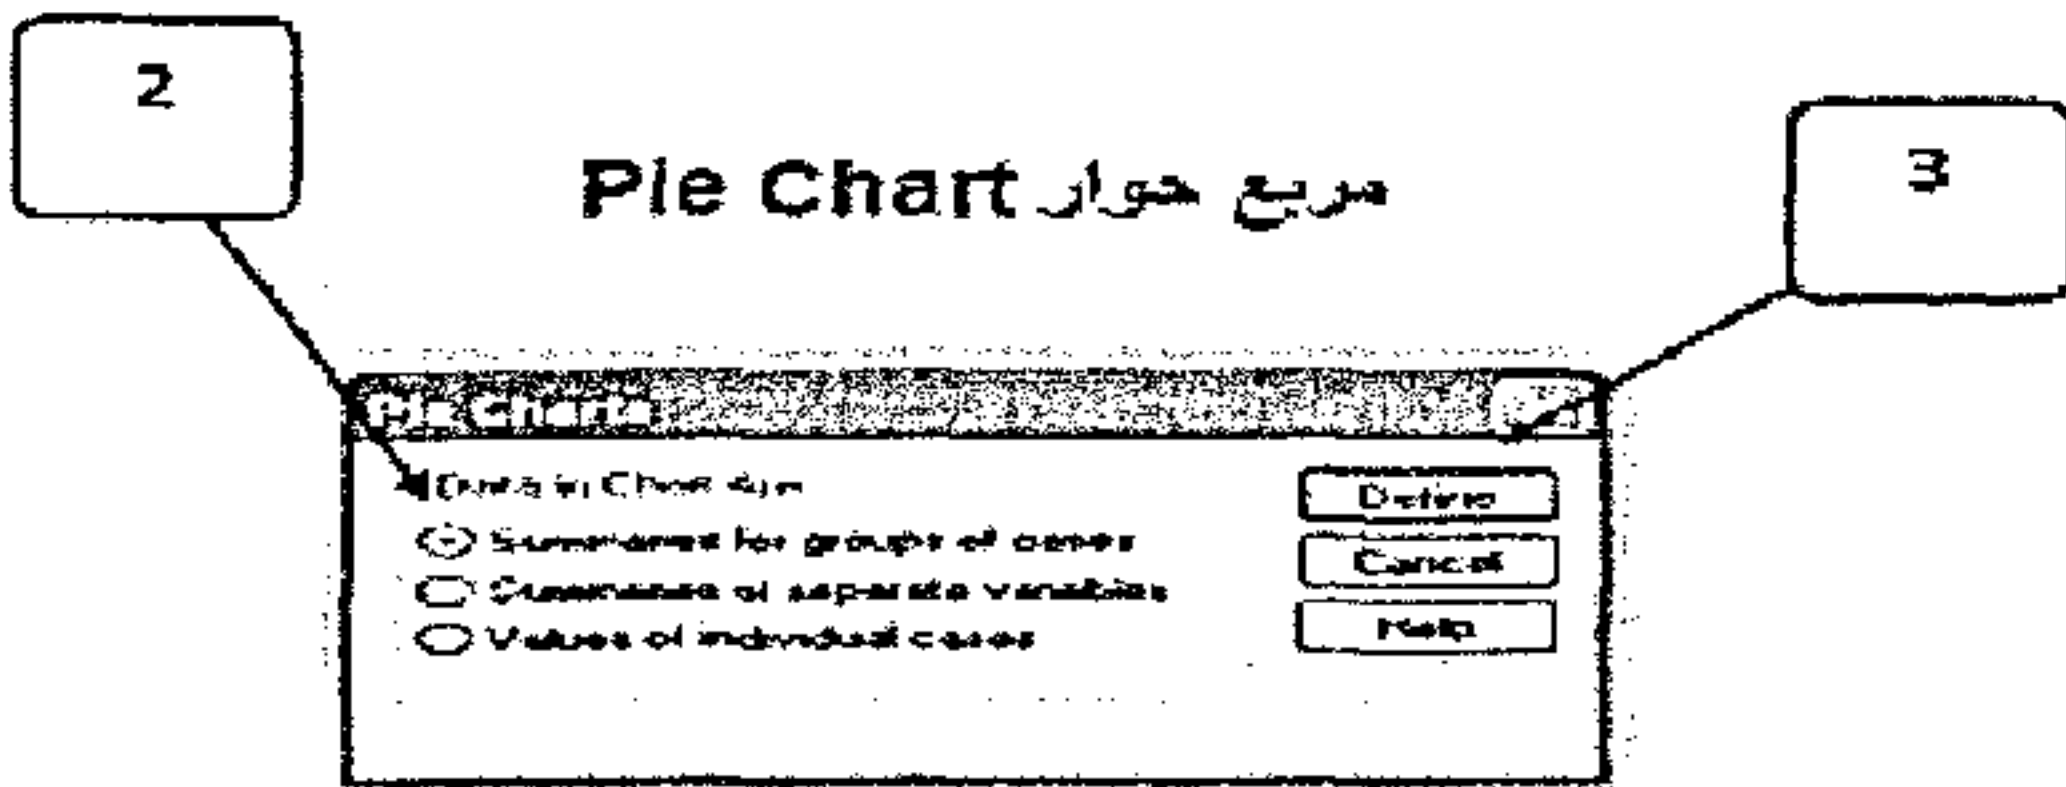 2
3
Pie Chart مربع حوار
Pie Charts
Data in Chart Are
Summaries for groups of cases
Summaries of separate variables
Values of individual cases
Define
Cancel
Help